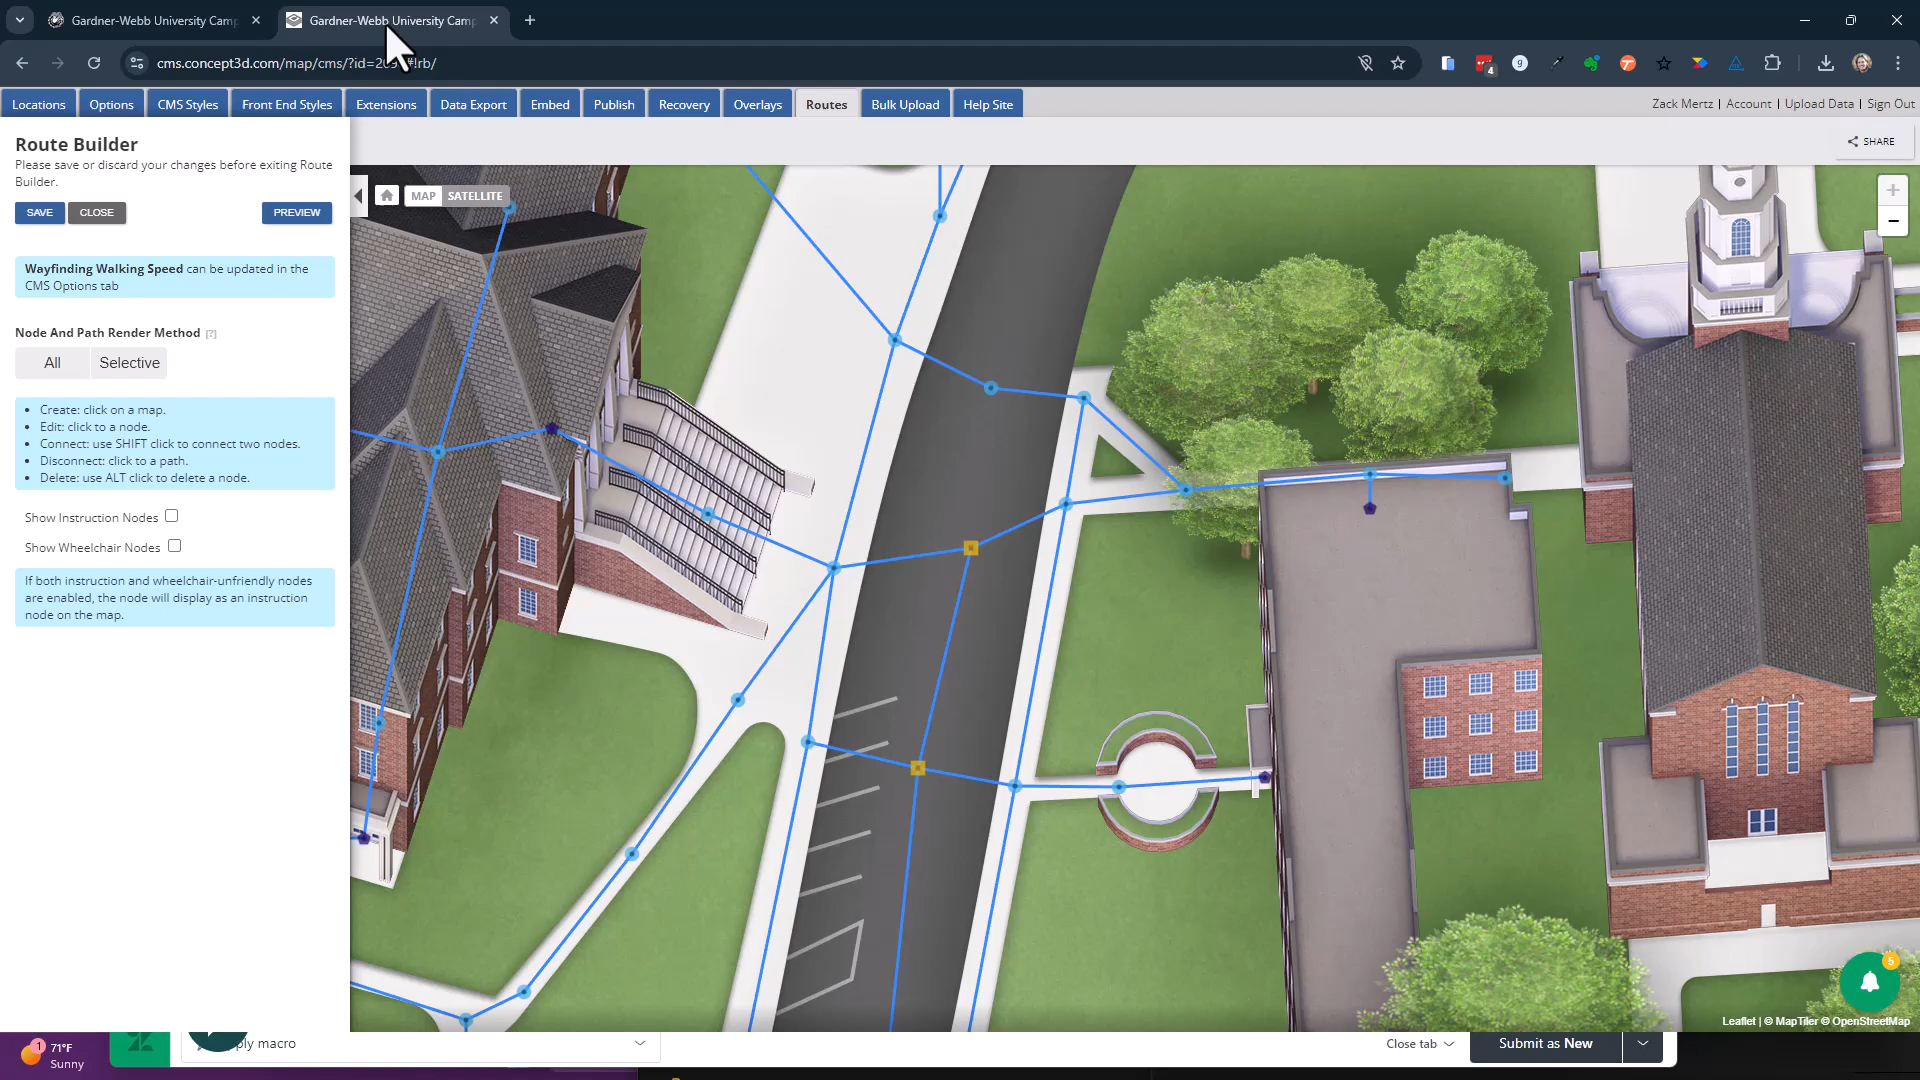 Gardner-Webb University Camp
Gardner-Webb University Camp
cms.concept3d.com/map/cms/?id=20
#!rb/
4
Locations
Options
CMS Styles
Front End Styles
Extensions
Data Export
Embed
Publish
Recovery
Overlays
Routes
Bulk Upload
Help Site
Zack Mertz | Account | Upload Data | Sign Out
Route Builder
Please save or discard your changes before exiting Route
Builder.
SAVE
CLOSE
PREVIEW
SHARE
MAP
SATELLITE
Wayfinding Walking Speed can be updated in the
CMS Options tab
Node And Path Render Method [?]
All
Selective
• Create: click on a map.
• Edit: click to a node.
• Connect: use SHIFT click to connect two nodes.
• Disconnect: click to a path.
• Delete: use ALT click to delete a node.
Show Instruction Nodes
Show Wheelchair Nodes
If both instruction and wheelchair-unfriendly nodes
are enabled, the node will display as an instruction
node on the map.
5
Leaflet | © MapTiler © OpenStreetMap
1
71°F
Sunny
ply macro
Close tab
Submit as New